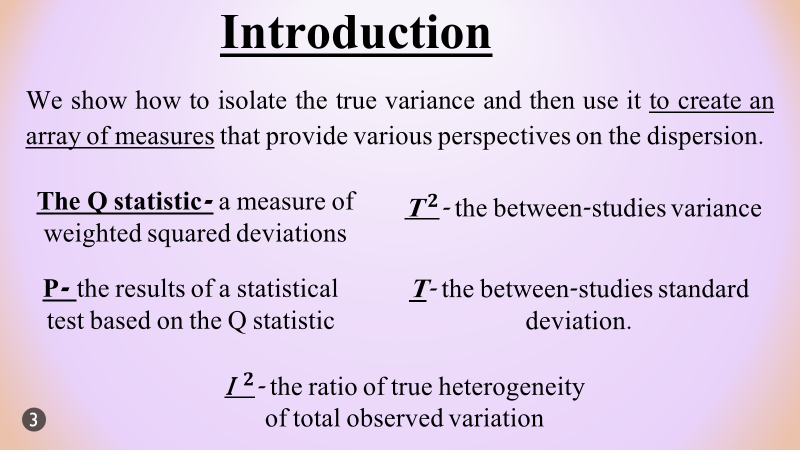 Introduction
We show how to isolate the true variance and then use it to create an
array of measures that provide various perspectives on the dispersion.
The Q statistic- a measure of
weighted squared deviations
T² - the between-studies variance
P- the results of a statistical
test based on the Q statistic
T- the between-studies standard
deviation.
I² - the ratio of true heterogeneity
of total observed variation
3